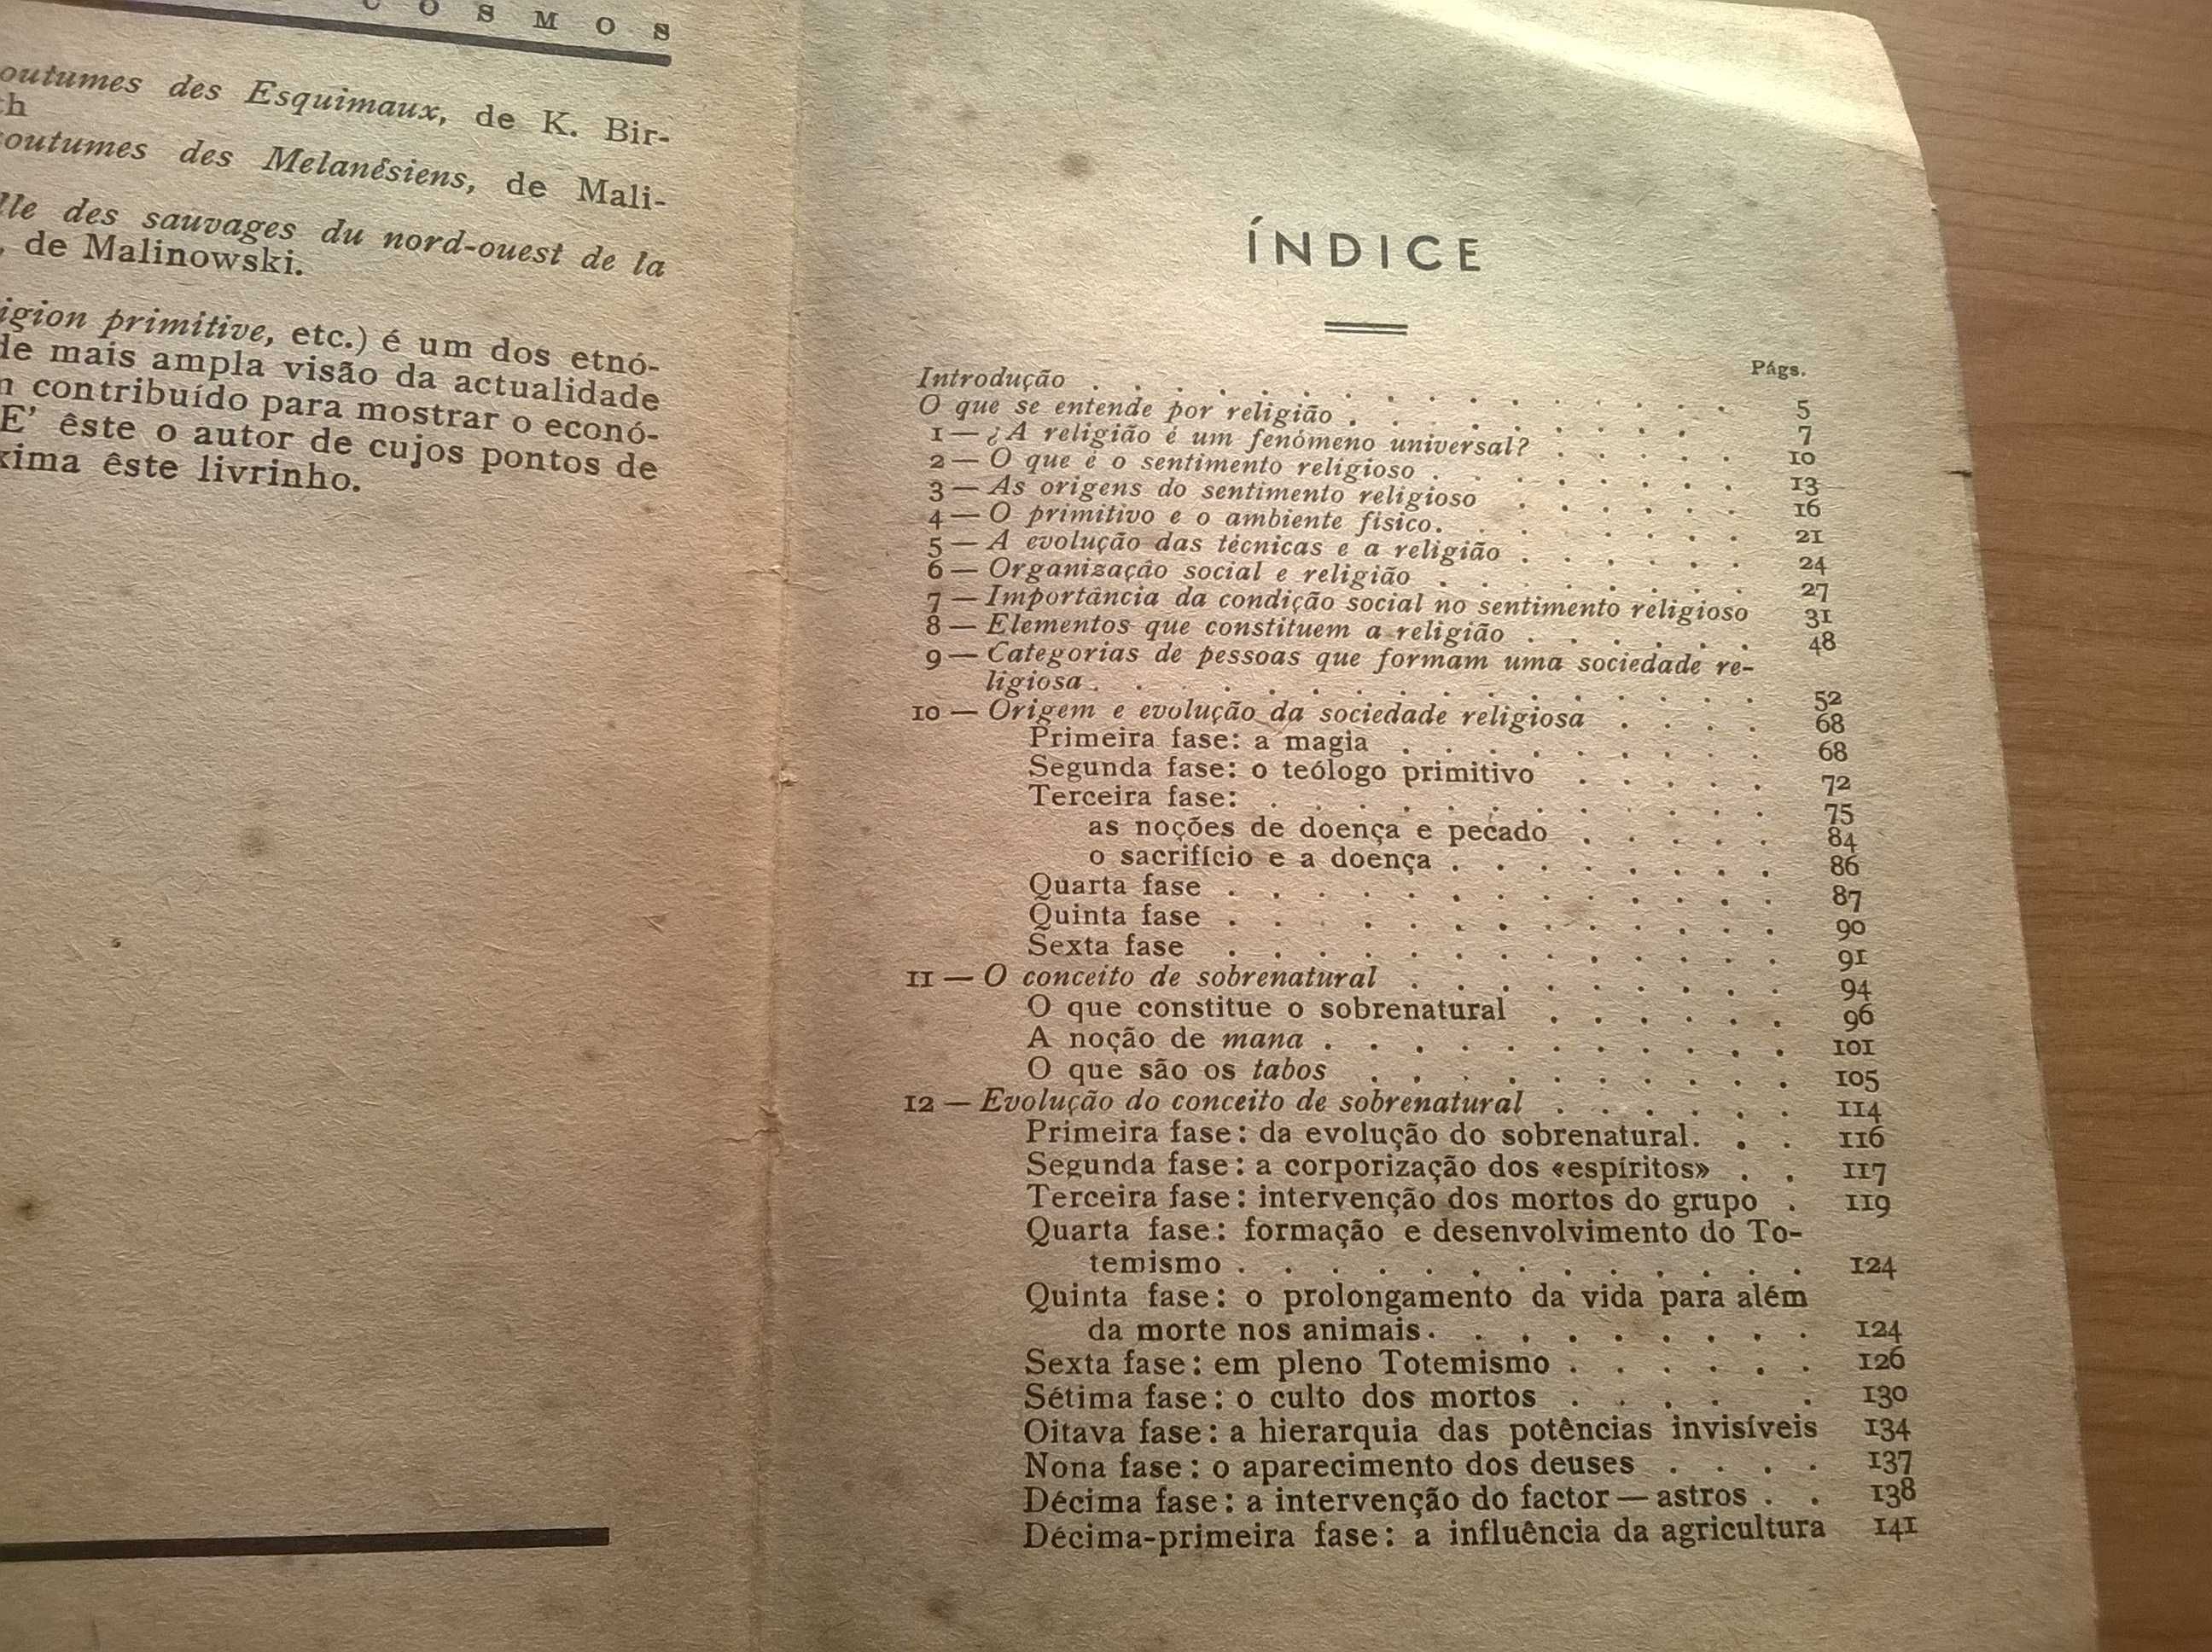 C O S M O S
outumes des Esquimaux, de K. Bir-
th
outumes des Melanésiens, de Mali-
lle des sauvages du nord-ouest de la
, de Malinowski.
igion primitive, etc.) é um dos etnó-
de mais ampla visão da actualidade
contribuído para mostrar o econó-
E' êste o autor de cujos pontos de
xima êste livrinho.
ÍNDICE
Págs.
Introdução . . . . . . . . . . . . . . . . 5
O que se entende por religião . . . . . . . . . 7
1 — ¿A religião é um fenómeno universal? . . . . . 10
2 — O que é o sentimento religioso . . . . . . . . 13
3 — As origens do sentimento religioso . . . . . . 16
4 — O primitivo e o ambiente físico. . . . . . . . 21
5 — A evolução das técnicas e a religião . . . . . . 24
6 — Organização social e religião . . . . . . . . 27
7 — Importância da condição social no sentimento religioso 31
8 — Elementos que constituem a religião . . . . . . 48
9 — Categorias de pessoas que formam uma sociedade re-
ligiosa . . . . . . . . . . . . . . . . 52
10 — Origem e evolução da sociedade religiosa . . . . 68
Primeira fase: a magia . . . . . . . . . 68
Segunda fase: o teólogo primitivo . . . . . 72
Terceira fase: . . . . . . . . . . . . 75
as noções de doença e pecado . . . . . 84
o sacrifício e a doença . . . . . . . . 86
Quarta fase . . . . . . . . . . . . . 87
Quinta fase . . . . . . . . . . . . . 90
Sexta fase . . . . . . . . . . . . . 91
11 — O conceito de sobrenatural . . . . . . . . . 94
O que constitue o sobrenatural . . . . . . 96
A noção de mana . . . . . . . . . . . 101
O que são os tabos . . . . . . . . . . 105
12 — Evolução do conceito de sobrenatural . . . . . . 114
Primeira fase: da evolução do sobrenatural. . . 116
Segunda fase: a corporização dos «espíritos» . . 117
Terceira fase: intervenção dos mortos do grupo . 119
Quarta fase: formação e desenvolvimento do To-
temismo . . . . . . . . . . . . . 124
Quinta fase: o prolongamento da vida para além
da morte nos animais. . . . . . . . . 124
Sexta fase: em pleno Totemismo . . . . . . 126
Sétima fase: o culto dos mortos . . . . . . 130
Oitava fase: a hierarquia das potências invisíveis 134
Nona fase: o aparecimento dos deuses . . . . 137
Décima fase: a intervenção do factor — astros . . 138
Décima-primeira fase: a influência da agricultura 141